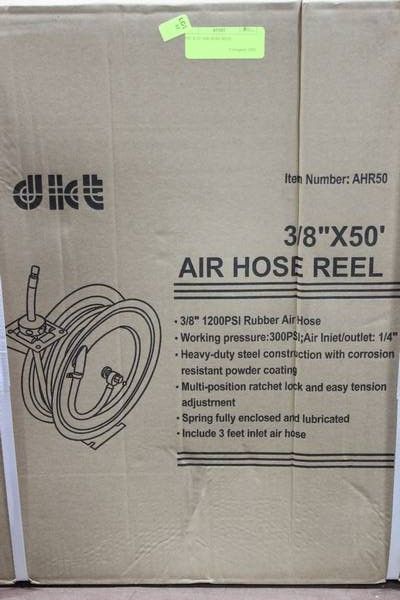 dikt
Item Number: AHR50
3/8"X50'
AIR HOSE REEL
· 3/8" 1200PSI Rubber Air Hose
· Working pressure:300PSI;Air Inlet/outlet: 1/4"
· Heavy-duty steel construction with corrosion
resistant powder coating
· Multi-position ratchet lock and easy tension
adjustment
· Spring fully enclosed and lubricated
· Include 3 feet inlet air hose